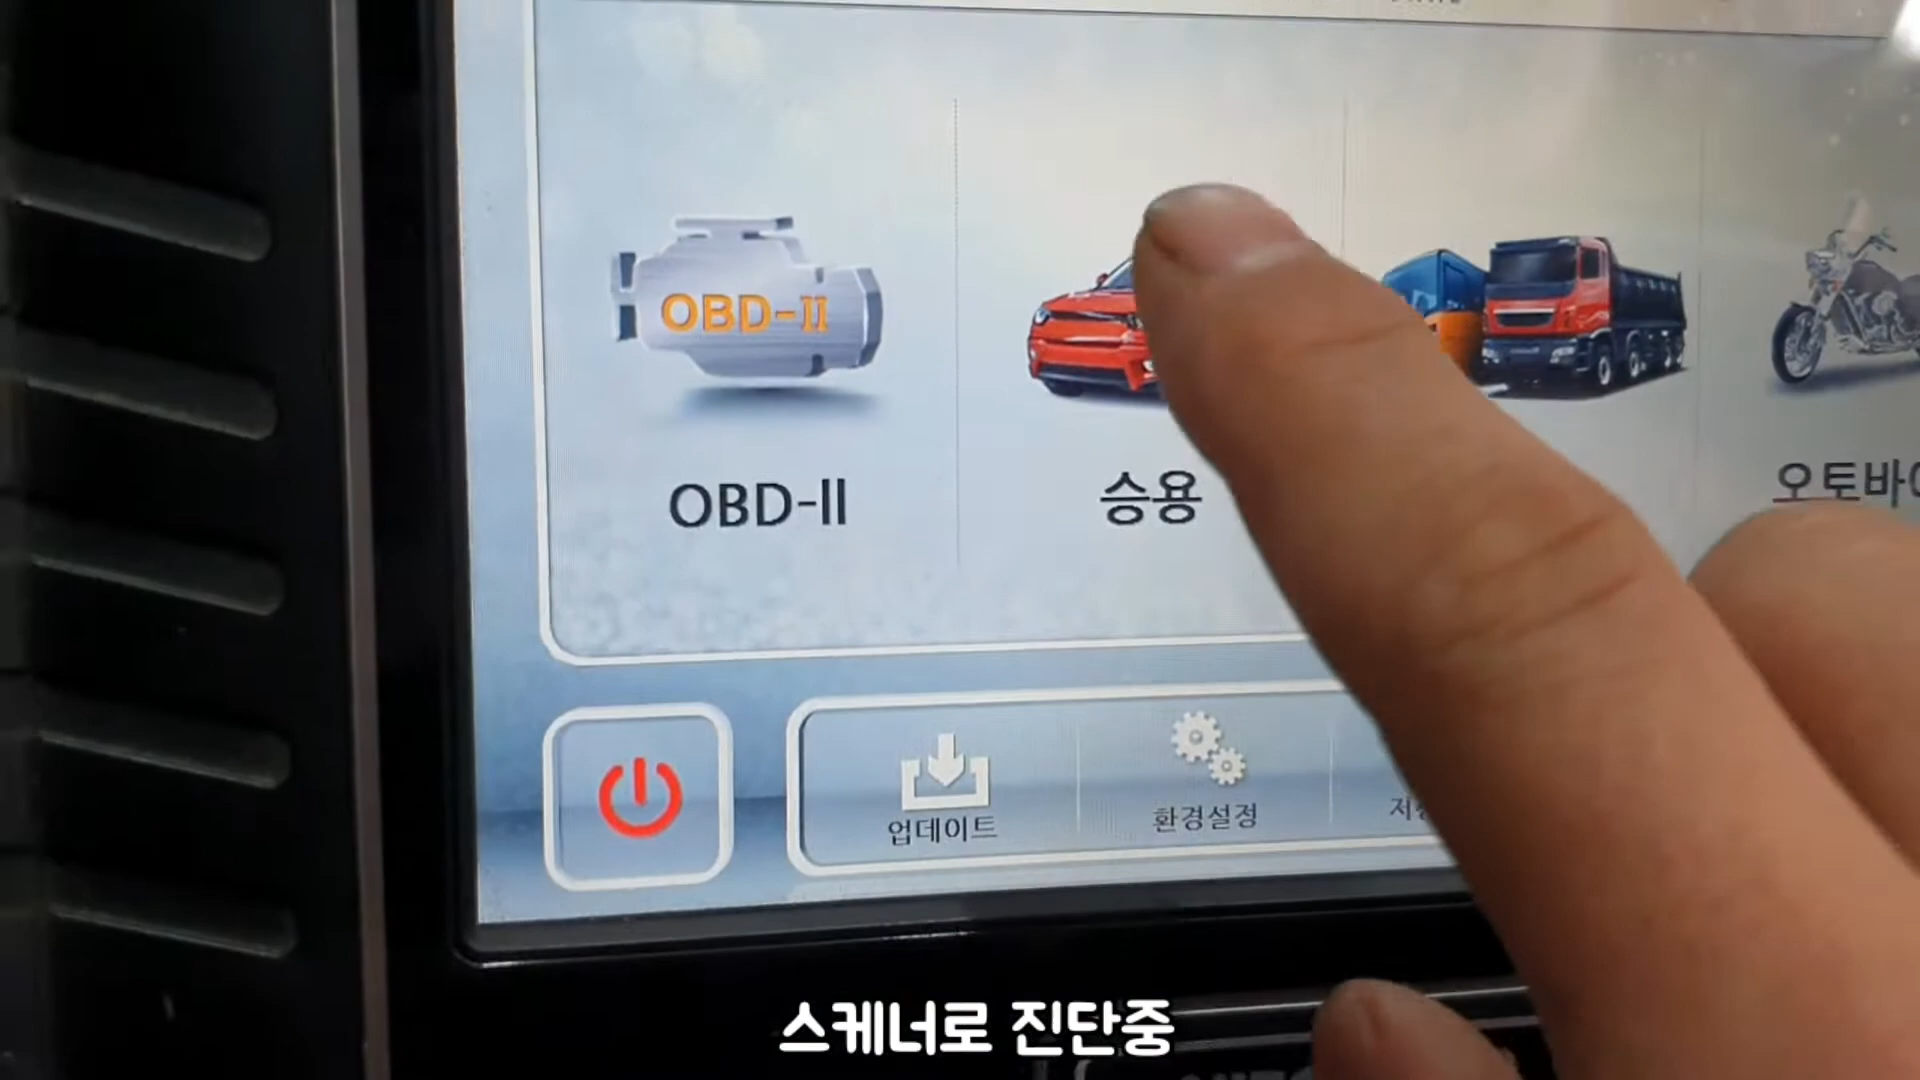 OBD-II
OBD-II
승용
업데이트
환경설정
스케너로 진단중